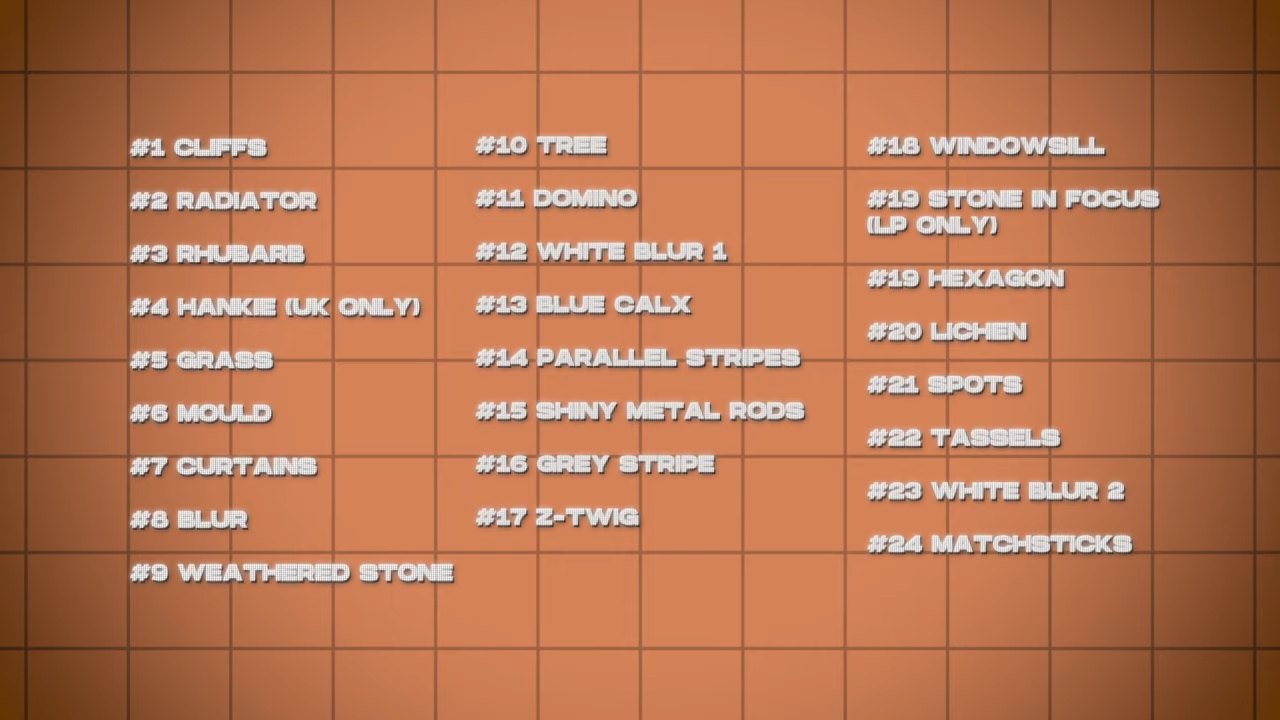 #1 CLIFFS
#2 RADIATOR
#3 RHUBARB
#4 HANKIE (UK ONLY)
#5 GRASS
#6 MOULD
#7 CURTAINS
#8 BLUR
#9 WEATHERED STONE
#10 TREE
#11 DOMINO
#12 WHITE BLUR 1
#13 BLUE CALX
#14 PARALLEL STRIPES
#15 SHINY METAL RODS
#16 GREY STRIPE
#17 Z-TWIG
#18 WINDOWSILL
#19 STONE IN FOCUS
(LP ONLY)
#19 HEXAGON
#20 LICHEN
#21 SPOTS
#22 TASSELS
#23 WHITE BLUR 2
#24 MATCHSTICKS